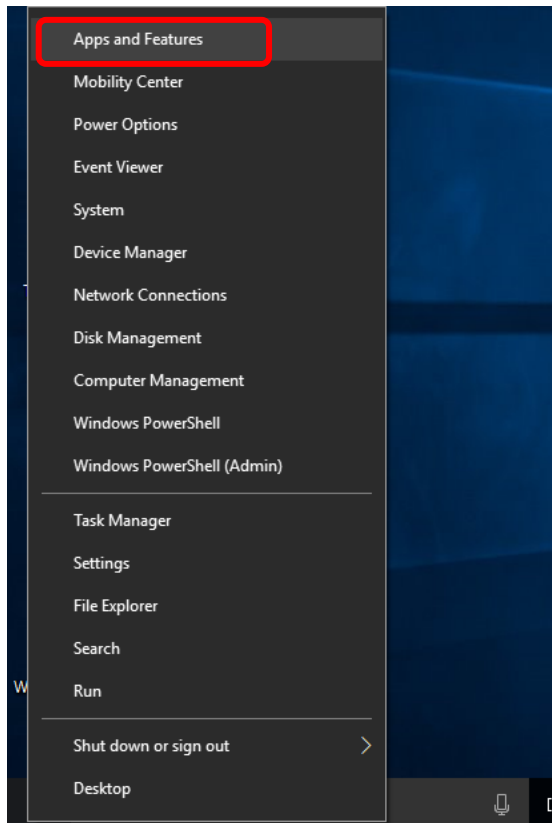 Apps and Features
Mobility Center
Power Options
Event Viewer
System
Device Manager
Network Connections
Disk Management
Computer Management
Windows PowerShell
Windows PowerShell (Admin)
Task Manager
Settings
File Explorer
Search
W
Run
Shut down or sign out
Desktop